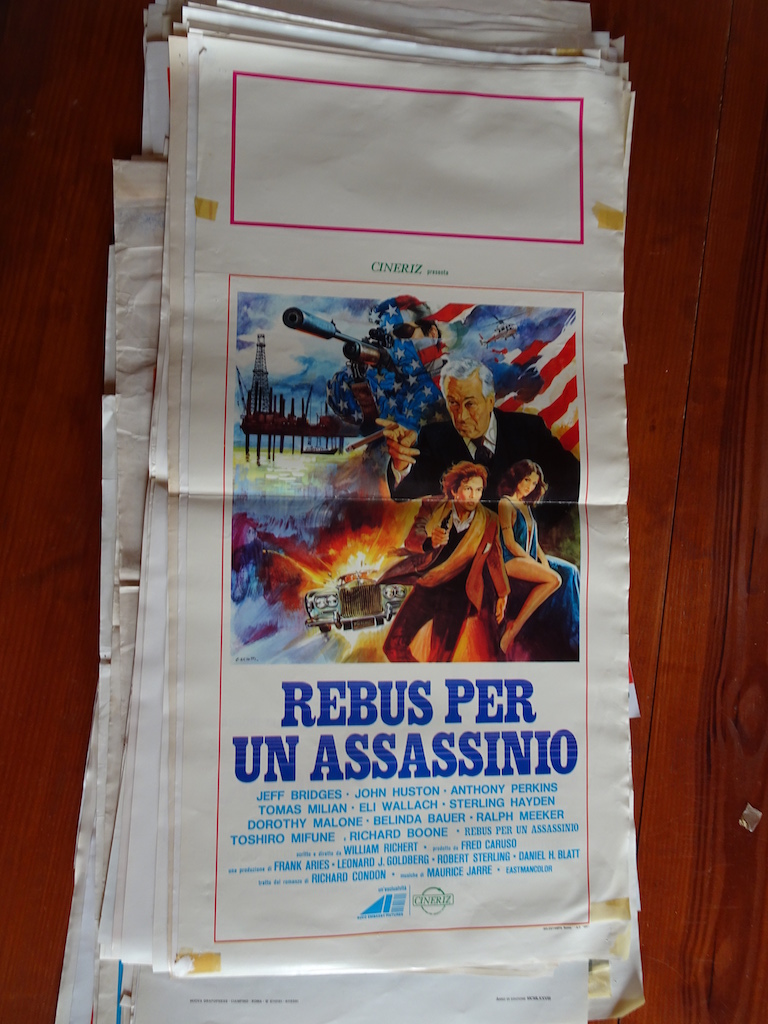 CINERIZ presenta
REBUS PER
UN ASSASSINIO
JEFF BRIDGES · JOHN HUSTON · ANTHONY PERKINS
TOMAS MILIAN · ELI WALLACH · STERLING HAYDEN
DOROTHY MALONE · BELINDA BAUER · RALPH MEEKER
TOSHIRO MIFUNE , RICHARD BOONE · REBUS PER UN ASSASSINIO
scritto e diretto da WILLIAM RICHERT · prodotto da FRED CARUSO
una produzione di FRANK ARIES · LEONARD J. GOLDBERG · ROBERT STERLING · DANIEL H. BLATT
tratto dal romanzo di RICHARD CONDON · musiche di MAURICE JARRE · EASTMANCOLOR
un'esclusività
CINERIZ